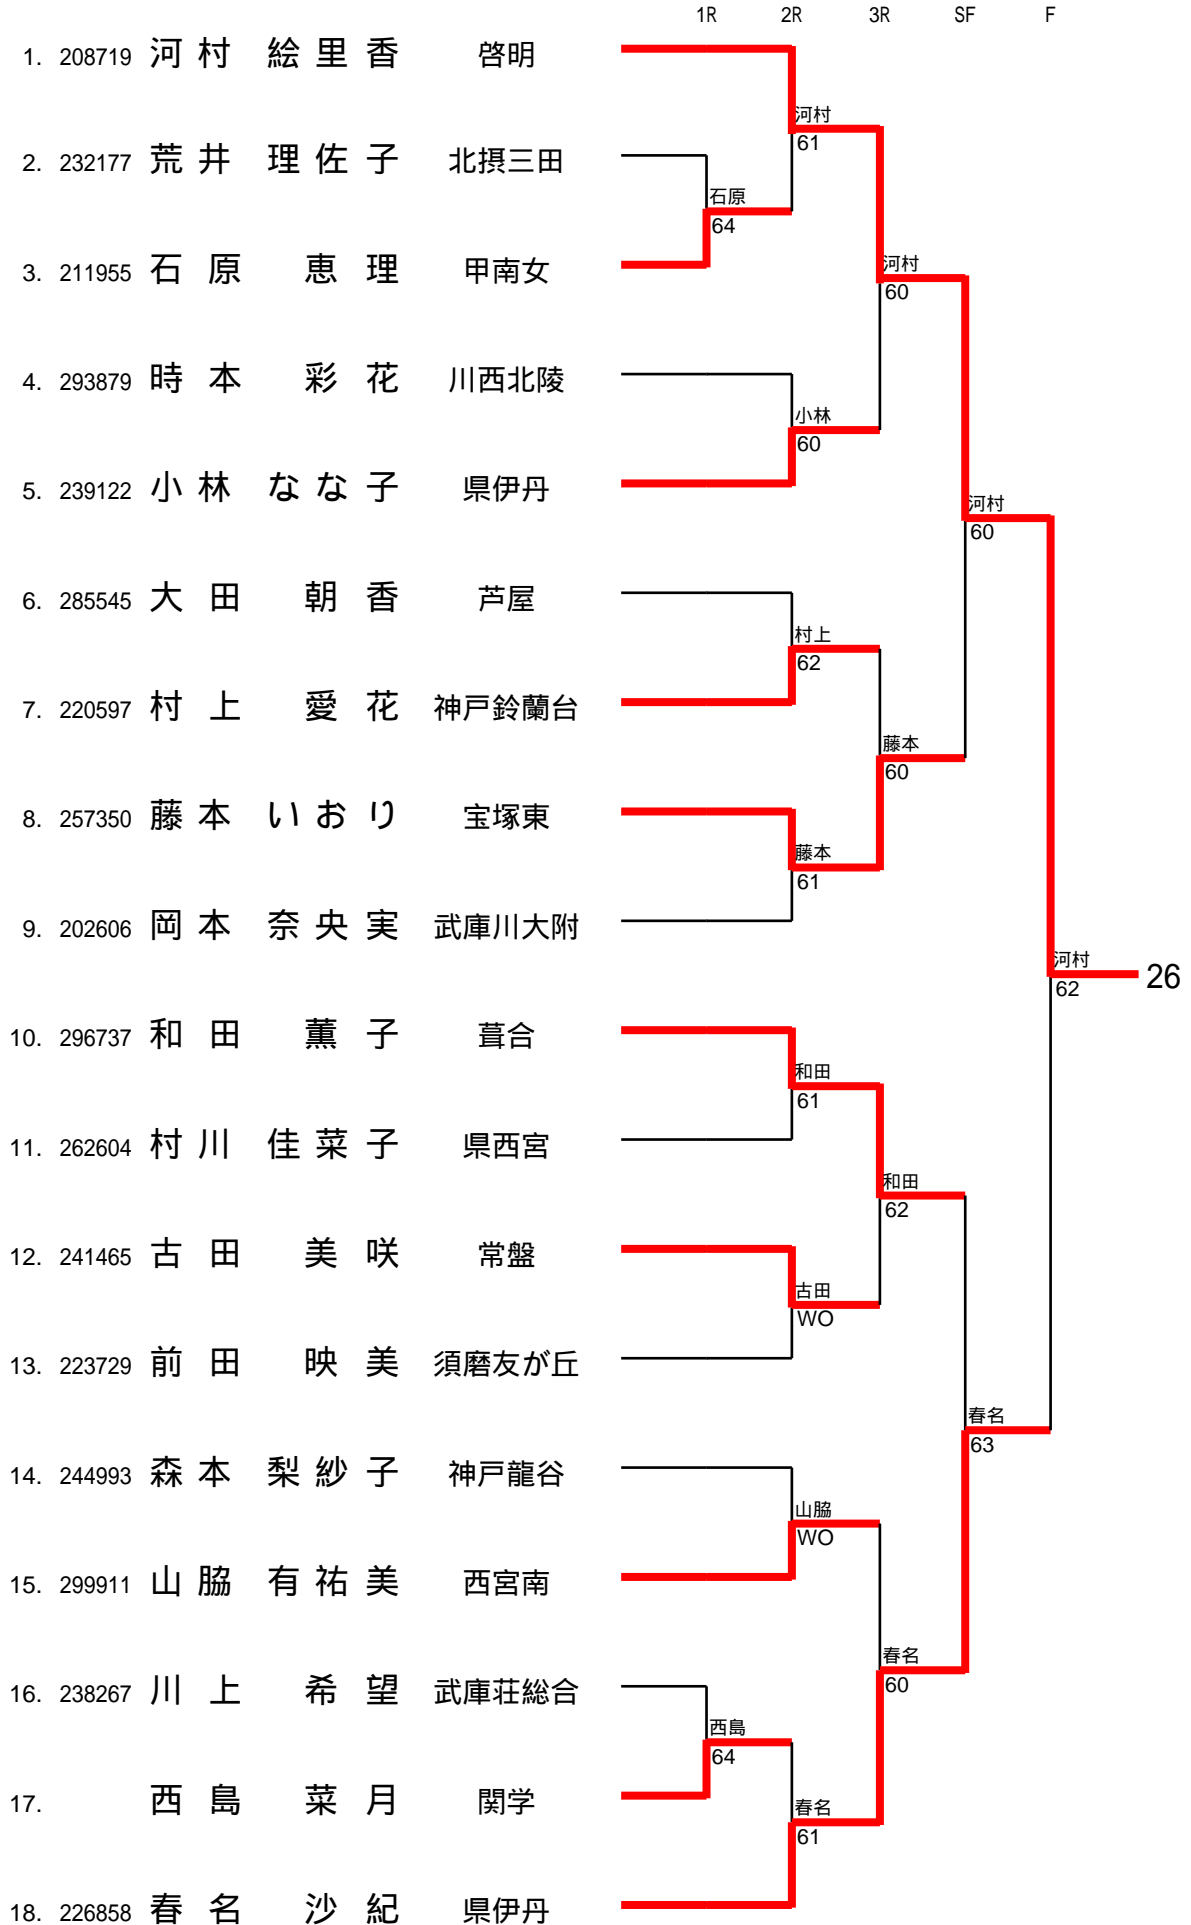 1R 2R 3R SF F
1. 208719 河村 絵里香 啓明
河村
61
2. 232177 荒井 理佐子 北摂三田
石原
64
3. 211955 石原 恵理 甲南女
河村
60
4. 293879 時本 彩花 川西北陵
小林
60
5. 239122 小林 なな子 県伊丹
河村
60
6. 285545 大田 朝香 芦屋
村上
62
7. 220597 村上 愛花 神戸鈴蘭台
藤本
60
8. 257350 藤本 いおり 宝塚東
藤本
61
9. 202606 岡本 奈央実 武庫川大附
河村
62
26
10. 296737 和田 薫子 葺合
和田
61
11. 262604 村川 佳菜子 県西宮
和田
62
12. 241465 古田 美咲 常盤
古田
WO
13. 223729 前田 映美 須磨友が丘
春名
63
14. 244993 森本 梨紗子 神戸龍谷
山脇
WO
15. 299911 山脇 有祐美 西宮南
春名
60
16. 238267 川上 希望 武庫荘総合
西島
64
17. 西島 菜月 関学
春名
61
18. 226858 春名 沙紀 県伊丹